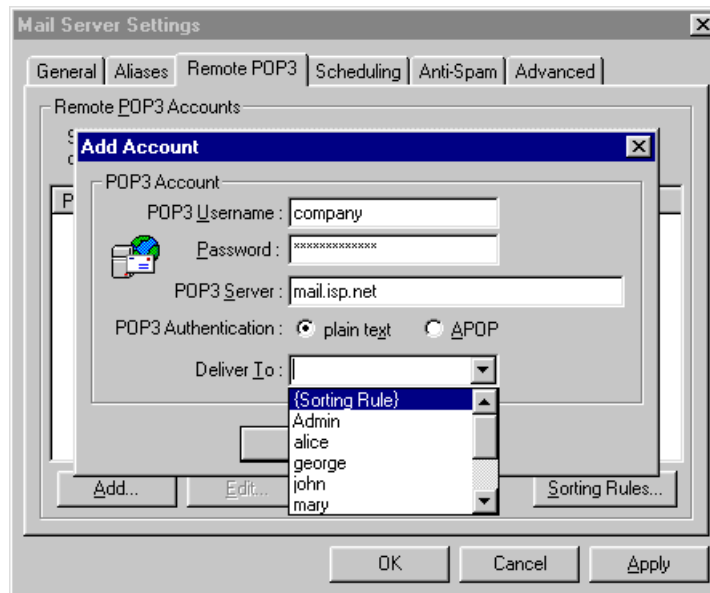 Mail Server Settings
General Aliases Remote POP3 Scheduling Anti-Spam Advanced
Remote POP3 Accounts
Add Account
P
POP3 Account
POP3 Username : company
Password : xxxxxxxxxxxxx
POP3 Server : mail.isp.net
POP3 Authentication : plain text APOP
Deliver To :
{Sorting Rule}
Admin
alice
george
john
mary
Add... Edit... Sorting Rules...
OK Cancel Apply